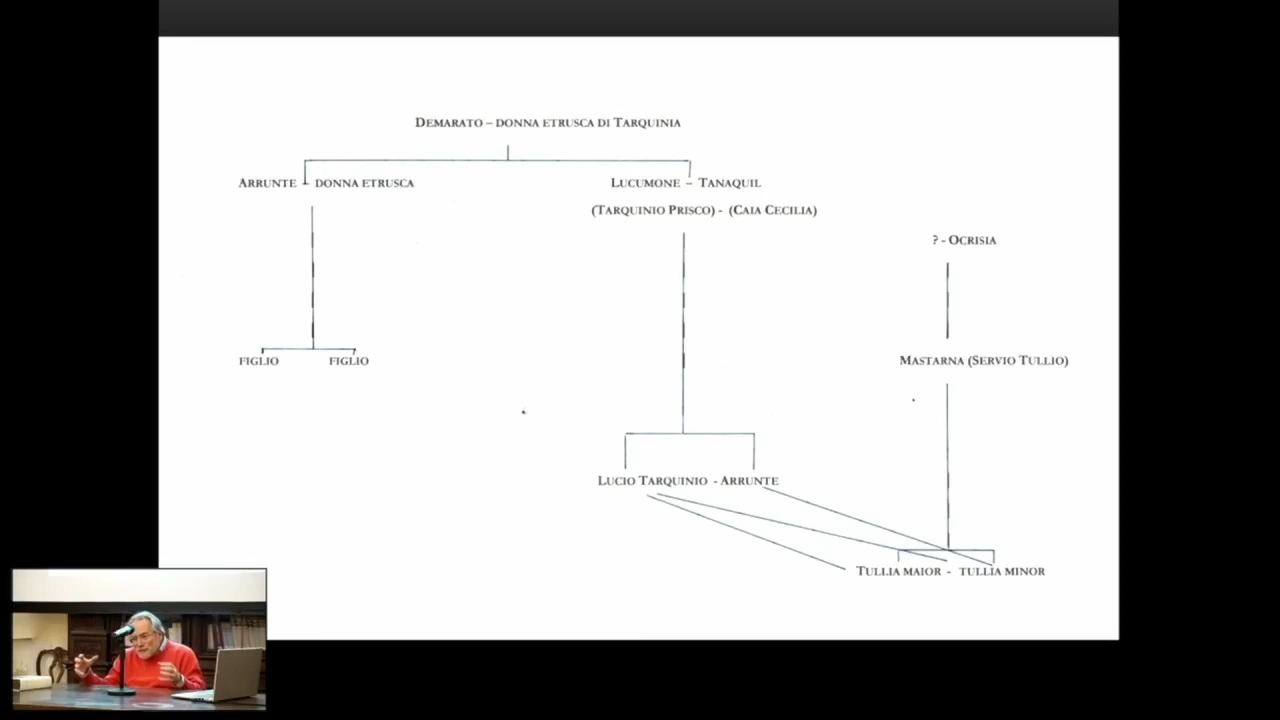 DEMARATO – DONNA ETRUSCA DI TARQUINIA
ARRUNTE – DONNA ETRUSCA
LUCUMONE – TANAQUIL
(TARQUINIO PRISCO) - (CAIA CECILIA)
? - OCRISIA
FIGLIO FIGLIO
MASTARNA (SERVIO TULLIO)
LUCIO TARQUINIO - ARRUNTE
TULLIA MAIOR - TULLIA MINOR